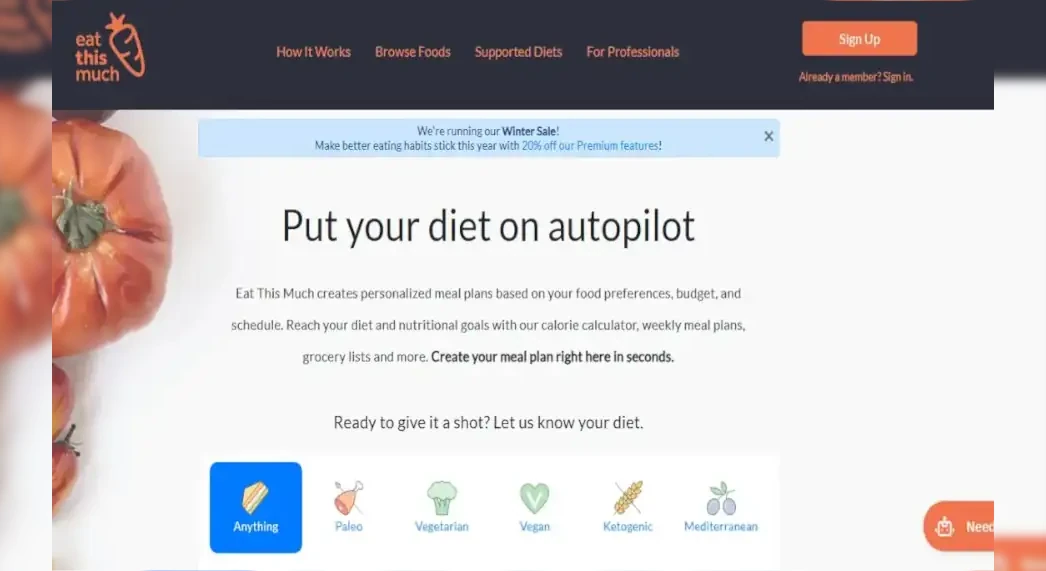 eat
this
much
How It Works
Browse Foods
Supported Diets
For Professionals
Sign Up
Already a member? Sign in.
We're running our Winter Sale!
Make better eating habits stick this year with 20% off our Premium features!
×
Put your diet on autopilot
Eat This Much creates personalized meal plans based on your food preferences, budget, and
schedule. Reach your diet and nutritional goals with our calorie calculator, weekly meal plans,
grocery lists and more. Create your meal plan right here in seconds.
Ready to give it a shot? Let us know your diet.
Anything
Paleo
Vegetarian
Vegan
Ketogenic
Mediterranean
Need